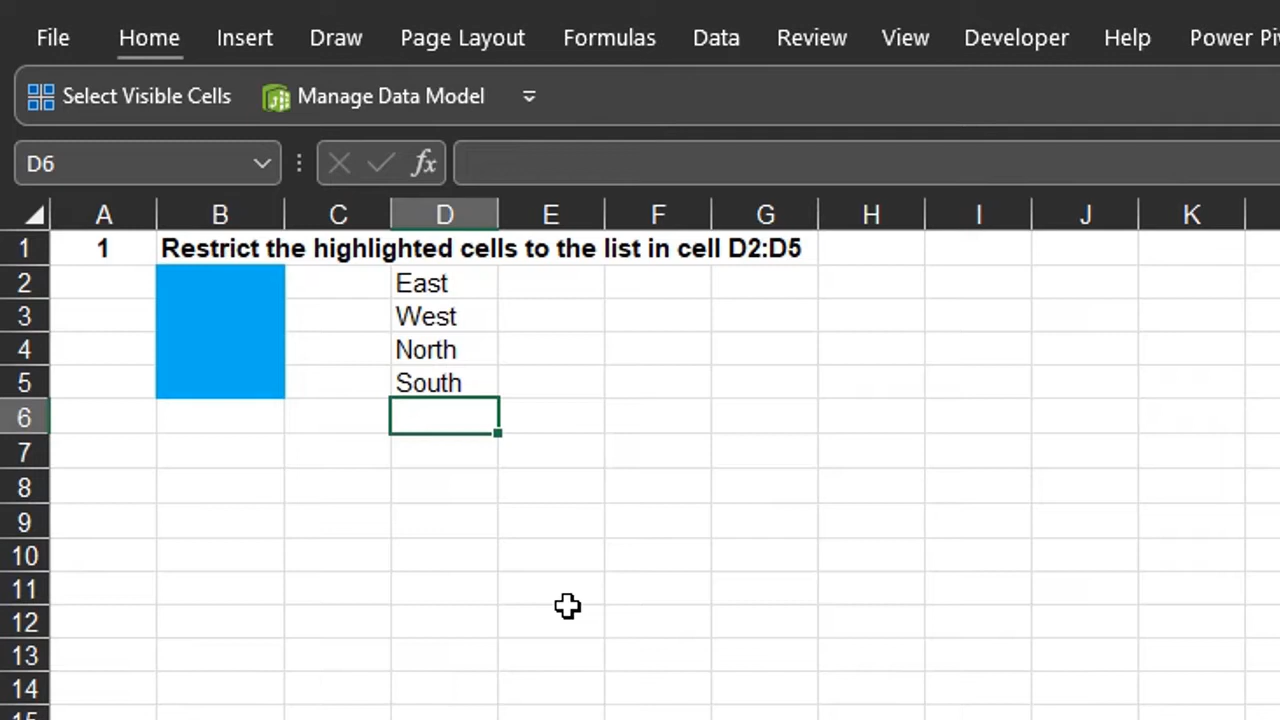 File Home Insert Draw Page Layout Formulas Data Review View Developer Help Power
Select Visible Cells Manage Data Model
D6 fx
A B C D E F G H I J K
1 1 Restrict the highlighted cells to the list in cell D2:D5
2 East
3 West
4 North
5 South
6
7
8
9
10
11
12
13
14
15